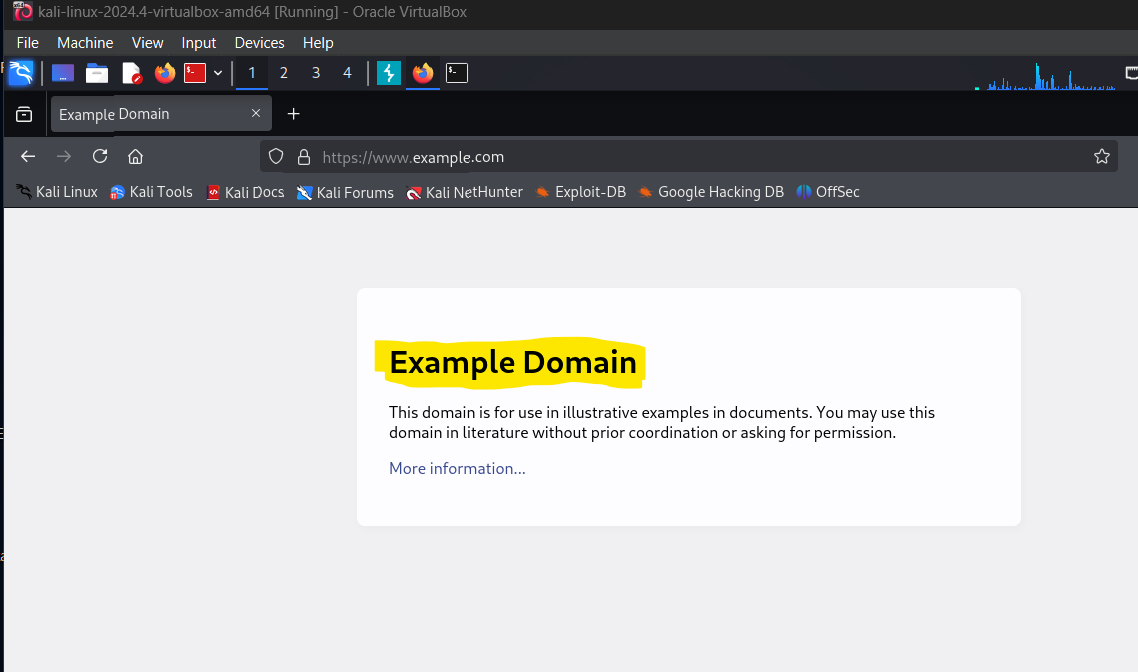 kali-linux-2024.4-virtualbox-amd64 [Running] - Oracle VirtualBox
File Machine View Input Devices Help
1 2 3 4
Example Domain
https://www.example.com
Kali Linux Kali Tools Kali Docs Kali Forums Kali NetHunter Exploit-DB Google Hacking DB OffSec
Example Domain
This domain is for use in illustrative examples in documents. You may use this
domain in literature without prior coordination or asking for permission.
More information...